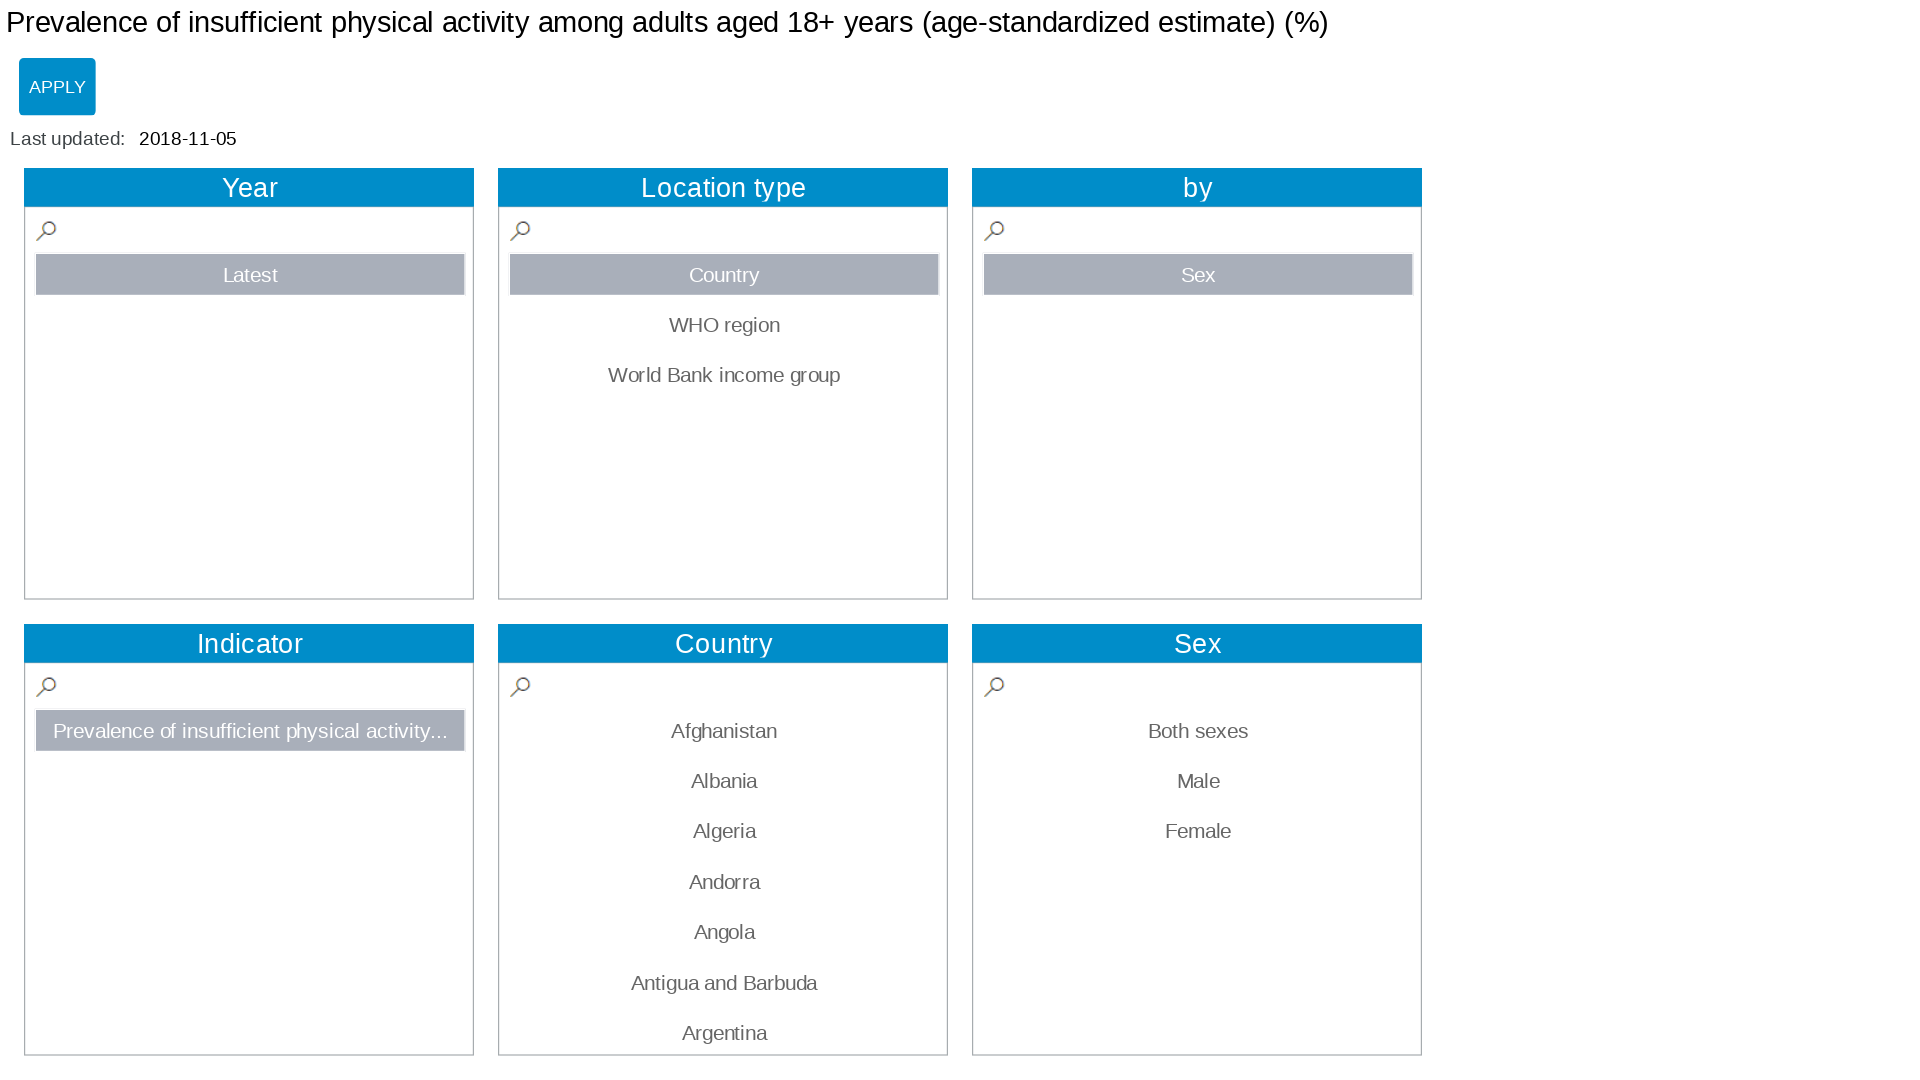 Prevalence of insufficient physical activity among adults aged 18+ years (age-standardized estimate) (%)
APPLY
Last updated: 2018-11-05
Year
Latest
Location type
Country
WHO region
World Bank income group
by
Sex
Indicator
Prevalence of insufficient physical activity...
Country
Afghanistan
Albania
Algeria
Andorra
Angola
Antigua and Barbuda
Argentina
Sex
Both sexes
Male
Female